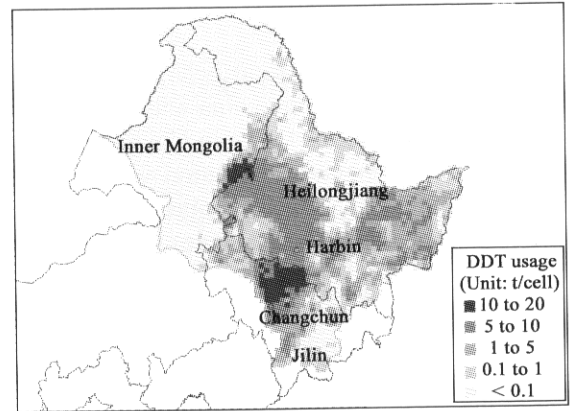 Inner Mongolia
Heilongjiang
Harbin
Changchun
Jilin
DDT usage
(Unit: t/cell)
10 to 20
5 to 10
1 to 5
0.1 to 1
< 0.1